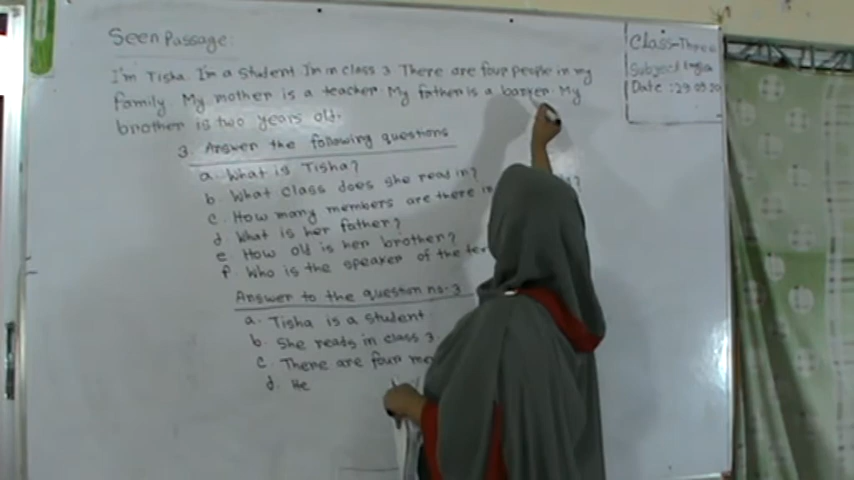 Seen Passage:
I'm Tisha. I'm a student. I'm in class 3 There are four people in my
family. My mother is a teacher. My father is a My
brother is two years old.
3. Answer the following questions
a. What is Tisha?
b. What class does she read in?
c. How many members are there in ?
d. What is her father?
e. How old is her brother?
f. Who is the speaker of the
Answer to the question no-3
a. Tisha is a student
b. She reads in class 3
c. There are four
d. He
Class-Three
Subject English
Date :29.09.20